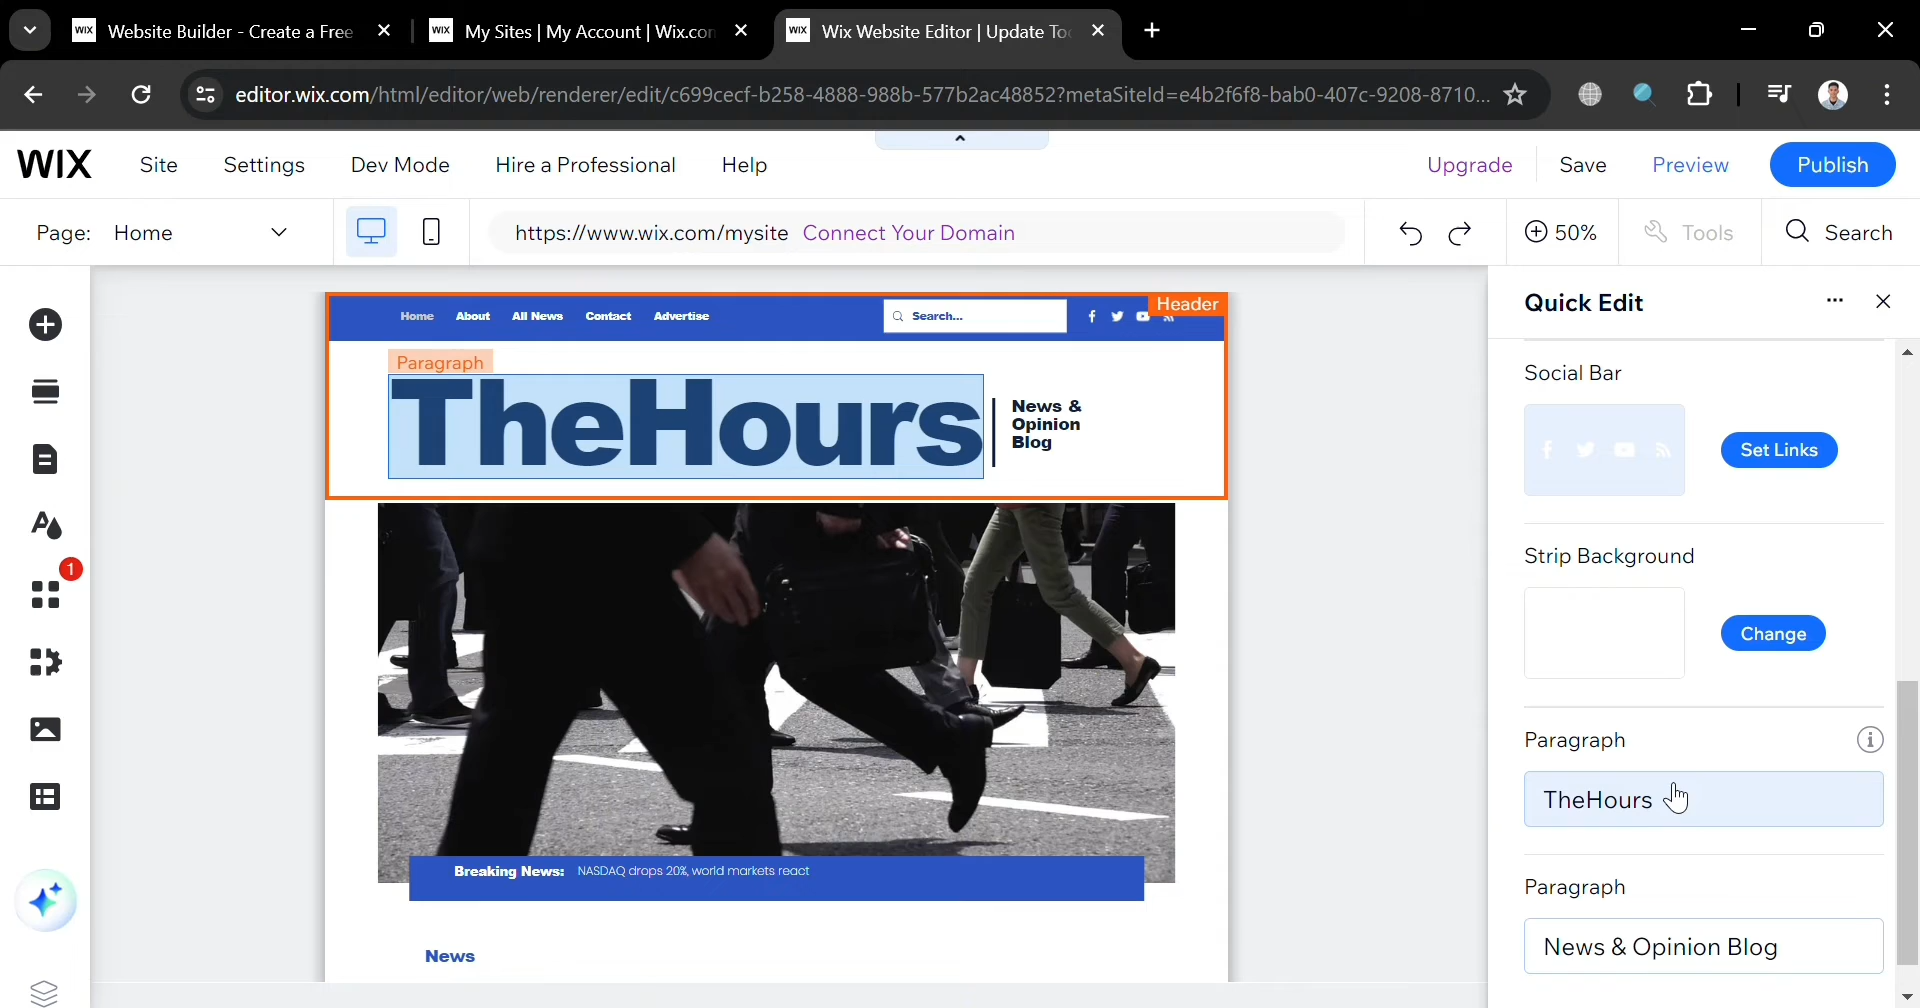 WIX Website Builder - Create a Free
WIX My Sites | My Account | Wix.co
WIX Wix Website Editor | Update To
editor.wix.com/html/editor/web/renderer/edit/c699cecf-b258-4888-988b-577b2ac48852?metaSiteId=e4b2f6f8-bab0-407c-9208-8710...
WIX Site Settings Dev Mode Hire a Professional Help Upgrade Save Preview Publish
Page: Home https://www.wix.com/mysite Connect Your Domain 50% Tools Search
1
Home About All News Contact Advertise Search... Header
Paragraph
TheHours
News &
Opinion
Blog
Breaking News: NASDAQ drops 20%, world markets react
News
Quick Edit
Social Bar
Set Links
Strip Background
Change
Paragraph
TheHours
Paragraph
News & Opinion Blog